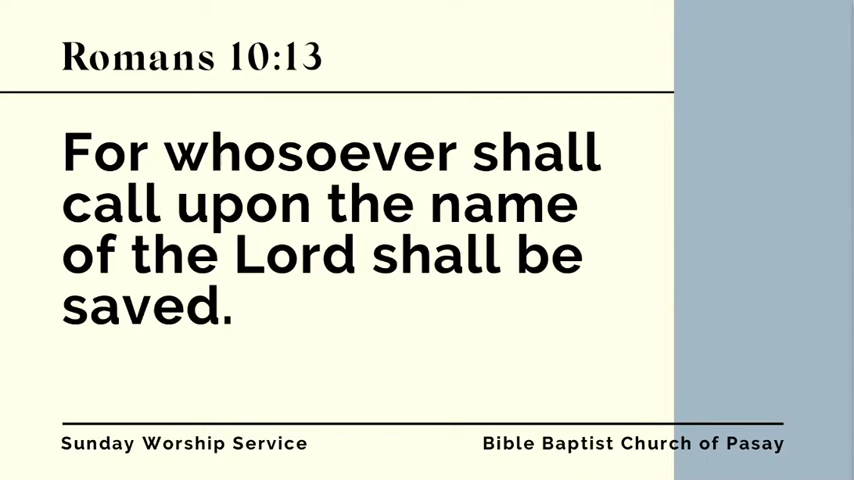 Romans 10:13
For whosoever shall
call upon the name
of the Lord shall be
saved.
Sunday Worship Service
Bible Baptist Church of Pasay